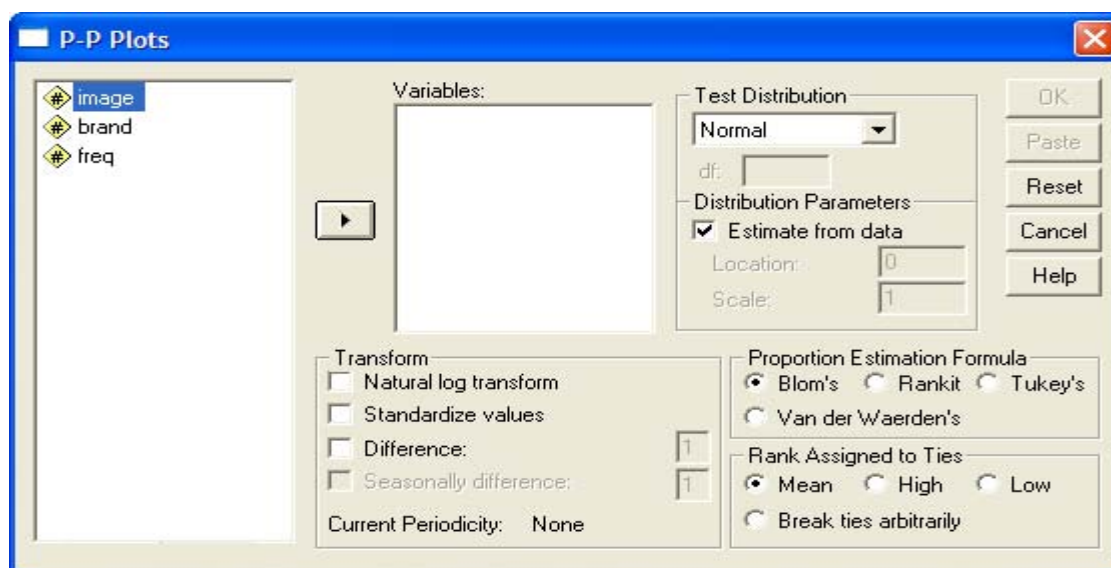 P-P Plots
image
brand
freq
Variables:
Test Distribution
Normal
df:
Distribution Parameters
Estimate from data
Location: 0
Scale: 1
OK
Paste
Reset
Cancel
Help
Transform
Natural log transform
Standardize values
Difference: 1
Seasonally difference: 1
Current Periodicity: None
Proportion Estimation Formula
Blom's Rankit Tukey's
Van der Waerden's
Rank Assigned to Ties
Mean High Low
Break ties arbitrarily